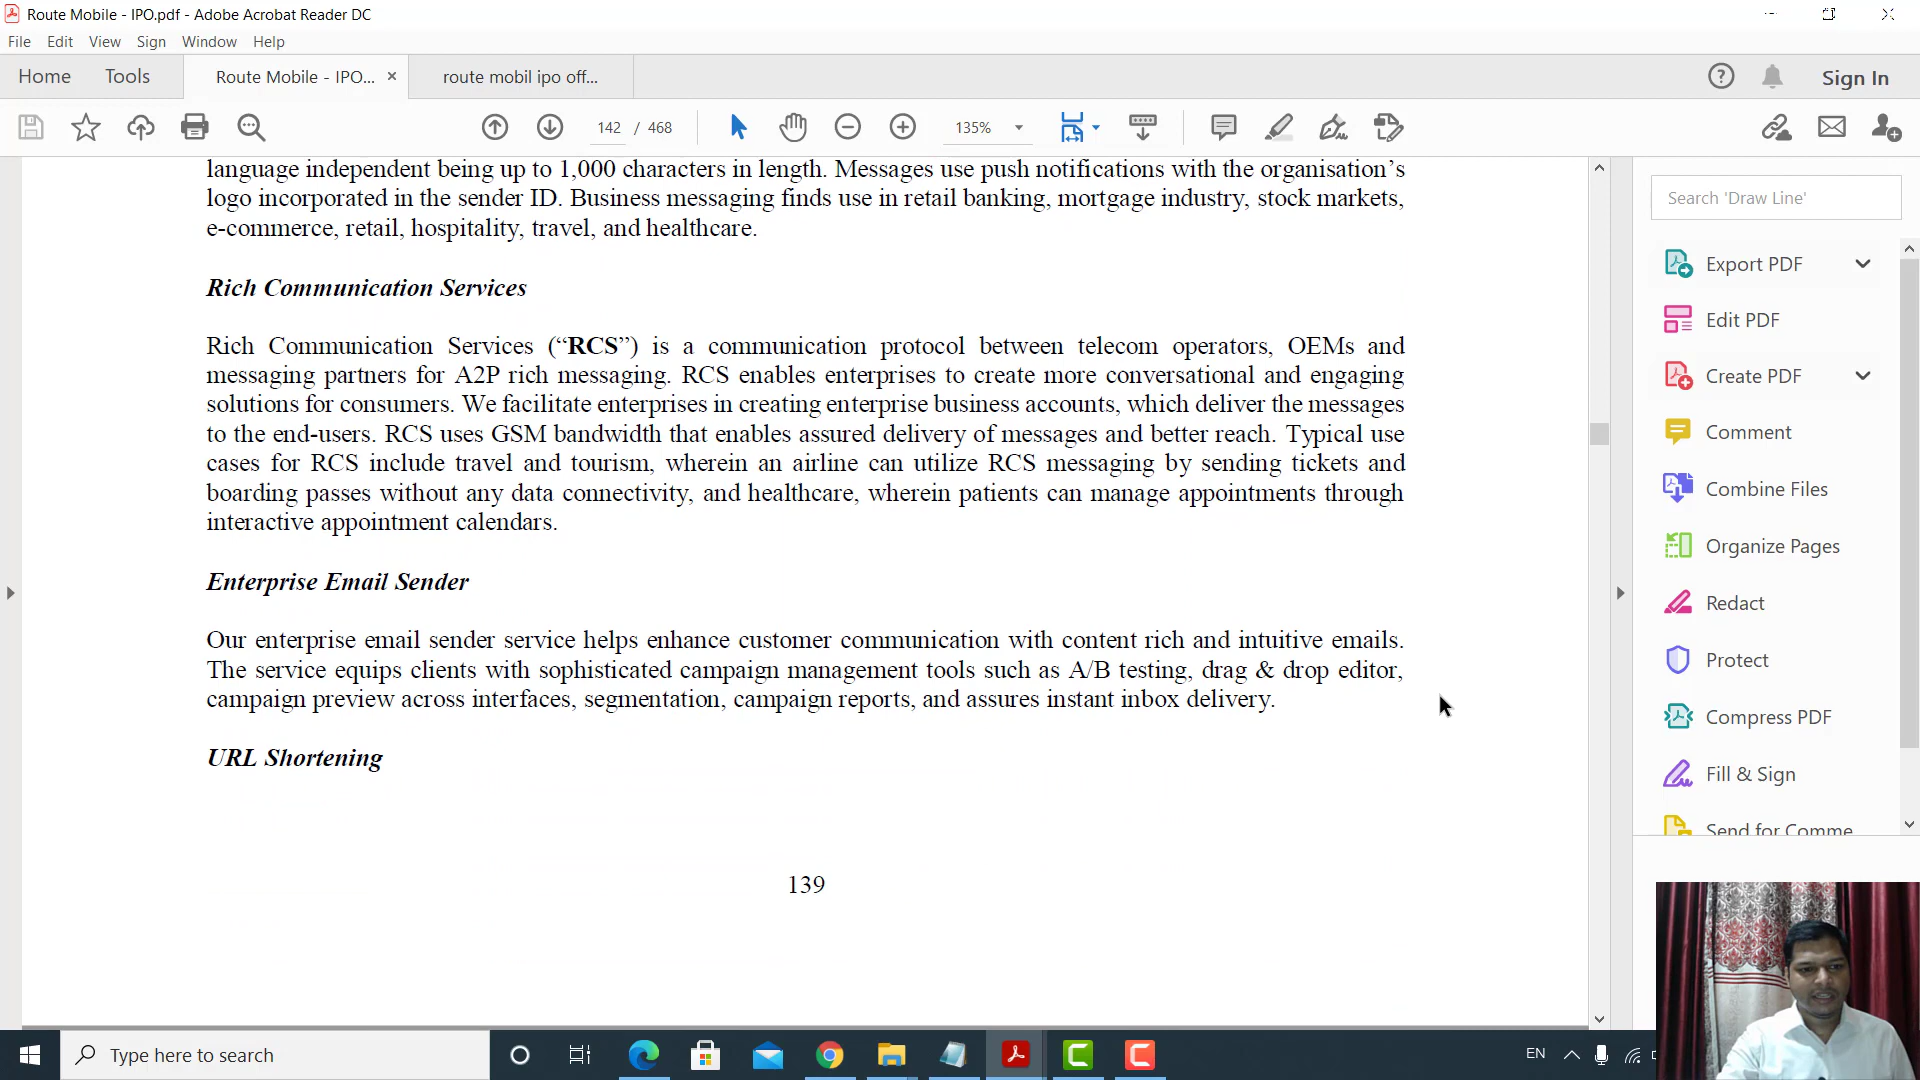 Route Mobile - IPO.pdf - Adobe Acrobat Reader DC
File Edit View Sign Window Help
Home Tools Route Mobile - IPO... × route mobil ipo off... Sign In
142 / 468 135%
language independent being up to 1,000 characters in length. Messages use push notifications with the organisation’s
logo incorporated in the sender ID. Business messaging finds use in retail banking, mortgage industry, stock markets,
e-commerce, retail, hospitality, travel, and healthcare.
Rich Communication Services
Rich Communication Services (“RCS”) is a communication protocol between telecom operators, OEMs and
messaging partners for A2P rich messaging. RCS enables enterprises to create more conversational and engaging
solutions for consumers. We facilitate enterprises in creating enterprise business accounts, which deliver the messages
to the end-users. RCS uses GSM bandwidth that enables assured delivery of messages and better reach. Typical use
cases for RCS include travel and tourism, wherein an airline can utilize RCS messaging by sending tickets and
boarding passes without any data connectivity, and healthcare, wherein patients can manage appointments through
interactive appointment calendars.
Enterprise Email Sender
Our enterprise email sender service helps enhance customer communication with content rich and intuitive emails.
The service equips clients with sophisticated campaign management tools such as A/B testing, drag & drop editor,
campaign preview across interfaces, segmentation, campaign reports, and assures instant inbox delivery.
URL Shortening
139
Search 'Draw Line'
Export PDF
Edit PDF
Create PDF
Comment
Combine Files
Organize Pages
Redact
Protect
Compress PDF
Fill & Sign
Send for Comme
Type here to search
EN